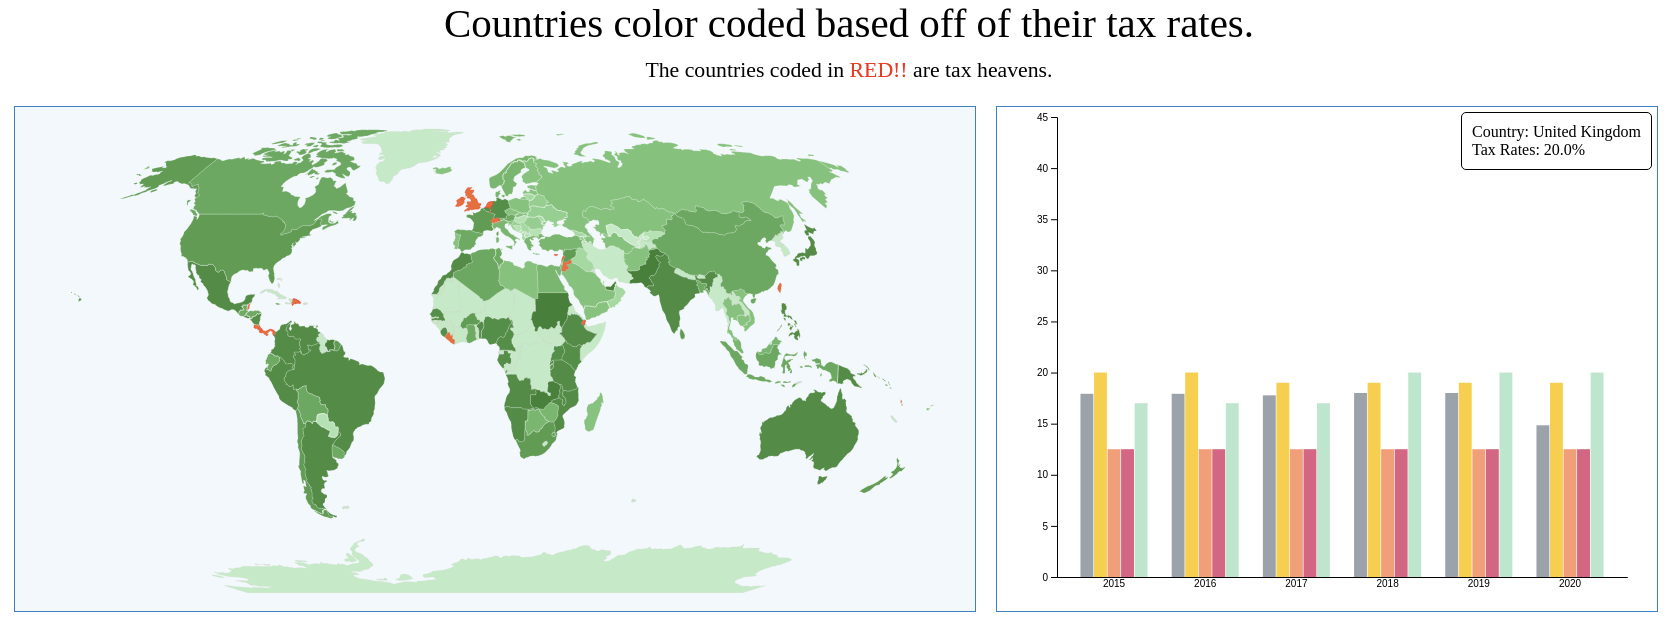 Countries color coded based off of their tax rates.
The countries coded in RED!! are tax heavens.
Country: United Kingdom
Tax Rates: 20.0%
45
40
35
30
25
20
15
10
5
0
2015 2016 2017 2018 2019 2020